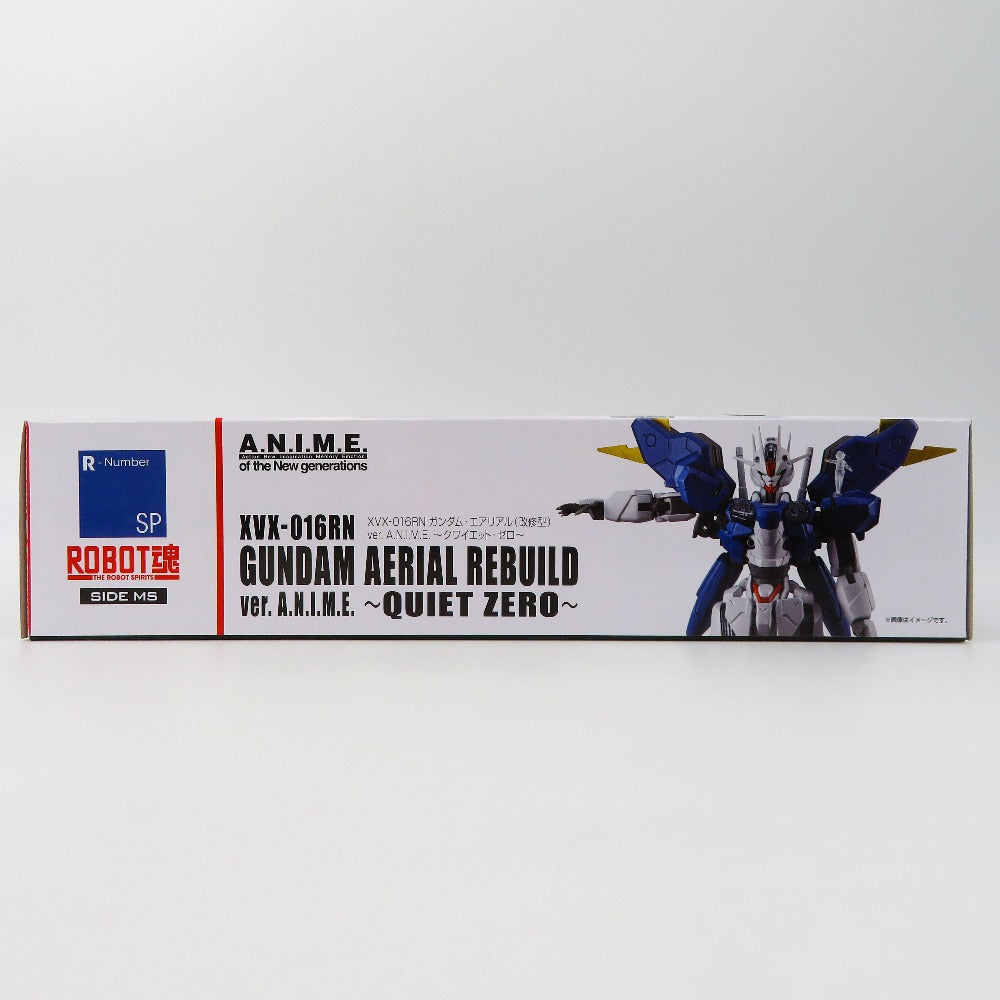 R - Number
SP
ROBOT魂
THE ROBOT SPIRITS
SIDE MS
A.N.I.M.E.
Action New Imagination Memory Emotion
of the New generations
XVX-016RN
XVX-016RN ガンダム・エアリアル(改修型)
ver. A.N.I.M.E. ～クワイエット・ゼロ～
GUNDAM AERIAL REBUILD
ver. A.N.I.M.E. ～QUIET ZERO～
※画像はイメージです。